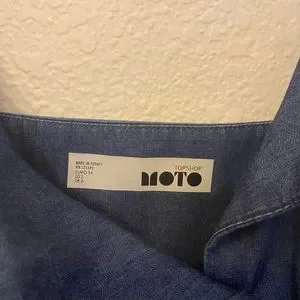 MADE IN TURKEY
EURO 34
US 2
UK 6
TOPSHOP
MOTO